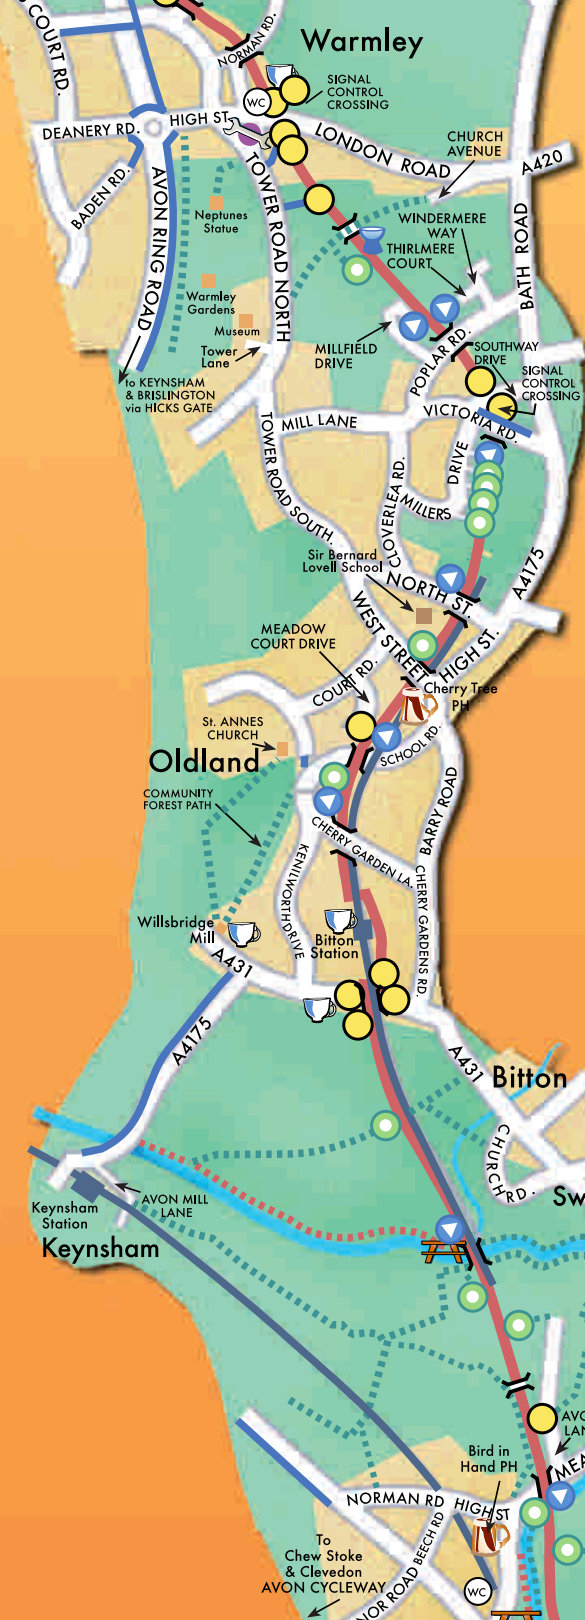 COURT RD.
NORMAN RD.
Warmley
SIGNAL
CONTROL
CROSSING
WC
HIGH ST.
DEANERY RD.
LONDON ROAD
CHURCH
AVENUE
A420
BADEN RD.
AVON RING ROAD
TOWER ROAD NORTH
Neptunes
Statue
WINDERMERE
WAY
THIRLMERE
COURT
BATH ROAD
Warmley
Gardens
Museum
Tower
Lane
MILLFIELD
DRIVE
POPLAR RD.
SOUTHWAY
DRIVE
SIGNAL
CONTROL
CROSSING
to KEYNSHAM
& BRISLINGTON
via HICKS GATE
MILL LANE
VICTORIA RD.
TOWER ROAD SOUTH.
CLOVERLEA RD.
MILLERS
DRIVE
Sir Bernard
Lovell School
NORTH ST.
A4175
WEST STREET
HIGH ST.
MEADOW
COURT DRIVE
COURT RD.
Cherry Tree
PH
St. ANNES
CHURCH
SCHOOL RD.
Oldland
COMMUNITY
FOREST PATH
BARRY ROAD
CHERRY GARDEN LA.
KENILWORTH DRIVE
CHERRY GARDENS RD.
Willsbridge
Mill
Bitton
Station
A431
A4175
A431
Bitton
CHURCH RD.
Sw
AVON MILL
LANE
Keynsham
Station
Keynsham
AVO
LAN
MEA
Bird in
Hand PH
NORMAN RD
HIGH ST
BEECH RD
To
Chew Stoke
& Clevedon
AVON CYCLEWAY
NOR ROAD
WC